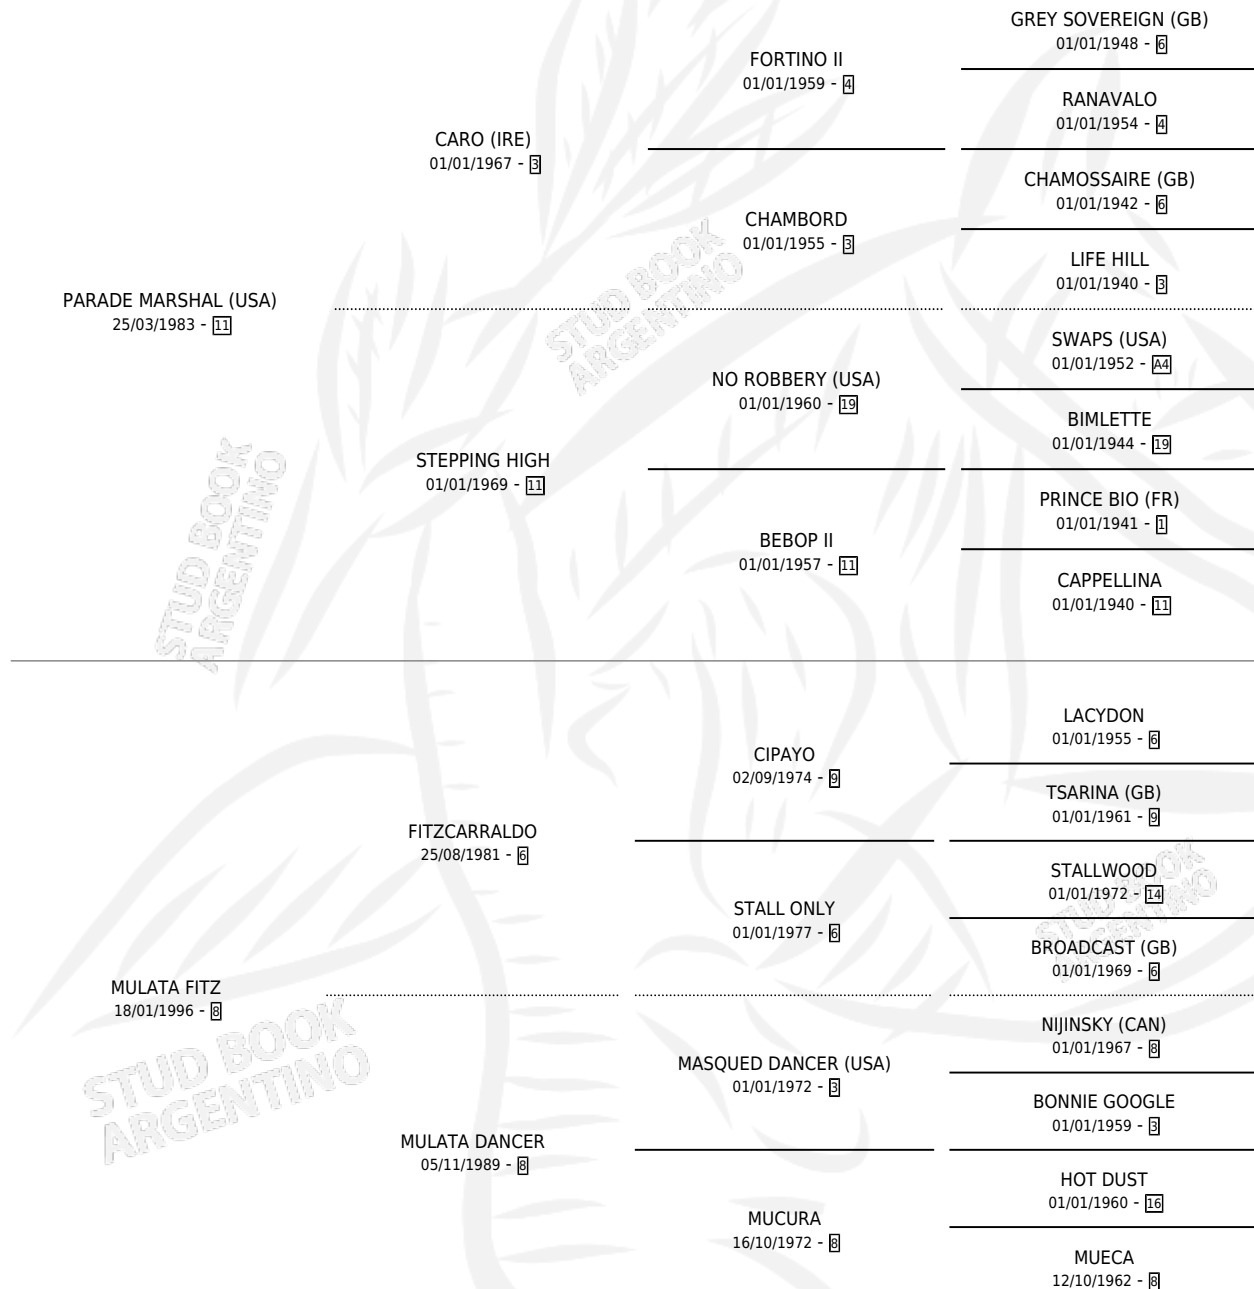 GREY SOVEREIGN (GB)
01/01/1948 - 6
FORTINO II
01/01/1959 - 4
RANAVALO
01/01/1954 - 4
CARO (IRE)
01/01/1967 - 3
CHAMOSSAIRE (GB)
01/01/1942 - 6
CHAMBORD
01/01/1955 - 3
LIFE HILL
01/01/1940 - 3
PARADE MARSHAL (USA)
25/03/1983 - 11
SWAPS (USA)
01/01/1952 - A4
NO ROBBERY (USA)
01/01/1960 - 19
BIMLETTE
01/01/1944 - 19
STEPPING HIGH
01/01/1969 - 11
PRINCE BIO (FR)
01/01/1941 - 1
BEBOP II
01/01/1957 - 11
CAPPELLINA
01/01/1940 - 11
LACYDON
01/01/1955 - 6
CIPAYO
02/09/1974 - 9
TSARINA (GB)
01/01/1961 - 9
FITZCARRALDO
25/08/1981 - 6
STALLWOOD
01/01/1972 - 14
STALL ONLY
01/01/1977 - 6
BROADCAST (GB)
01/01/1969 - 6
MULATA FITZ
18/01/1996 - 8
NIJINSKY (CAN)
01/01/1967 - 8
MASQUED DANCER (USA)
01/01/1972 - 3
BONNIE GOOGLE
01/01/1959 - 3
MULATA DANCER
05/11/1989 - 8
HOT DUST
01/01/1960 - 16
MUCURA
16/10/1972 - 8
MUECA
12/10/1962 - 8
STUD BOOK
ARGENTINO
STUD BOOK
ARGENTINO
STUD BOOK
ARGENTINO
STUD BOOK
ARGENTINO